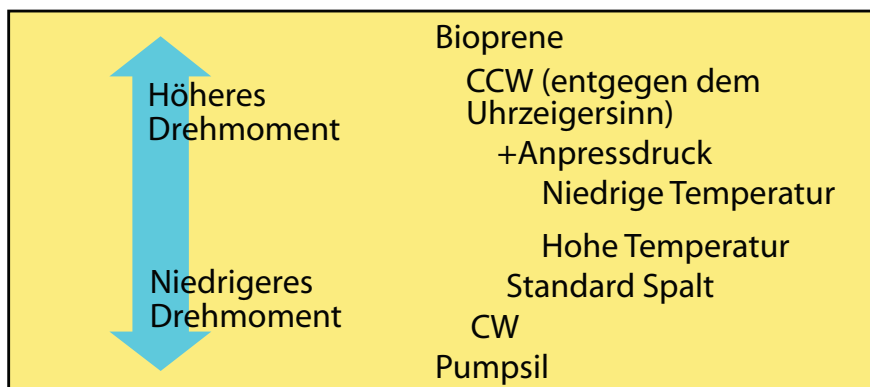 Bioprene
CCW (entgegen dem
Uhrzeigersinn)
Höheres
Drehmoment
+Anpressdruck
Niedrige Temperatur
Hohe Temperatur
Niedrigeres
Drehmoment
Standard Spalt
CW
Pumpsil